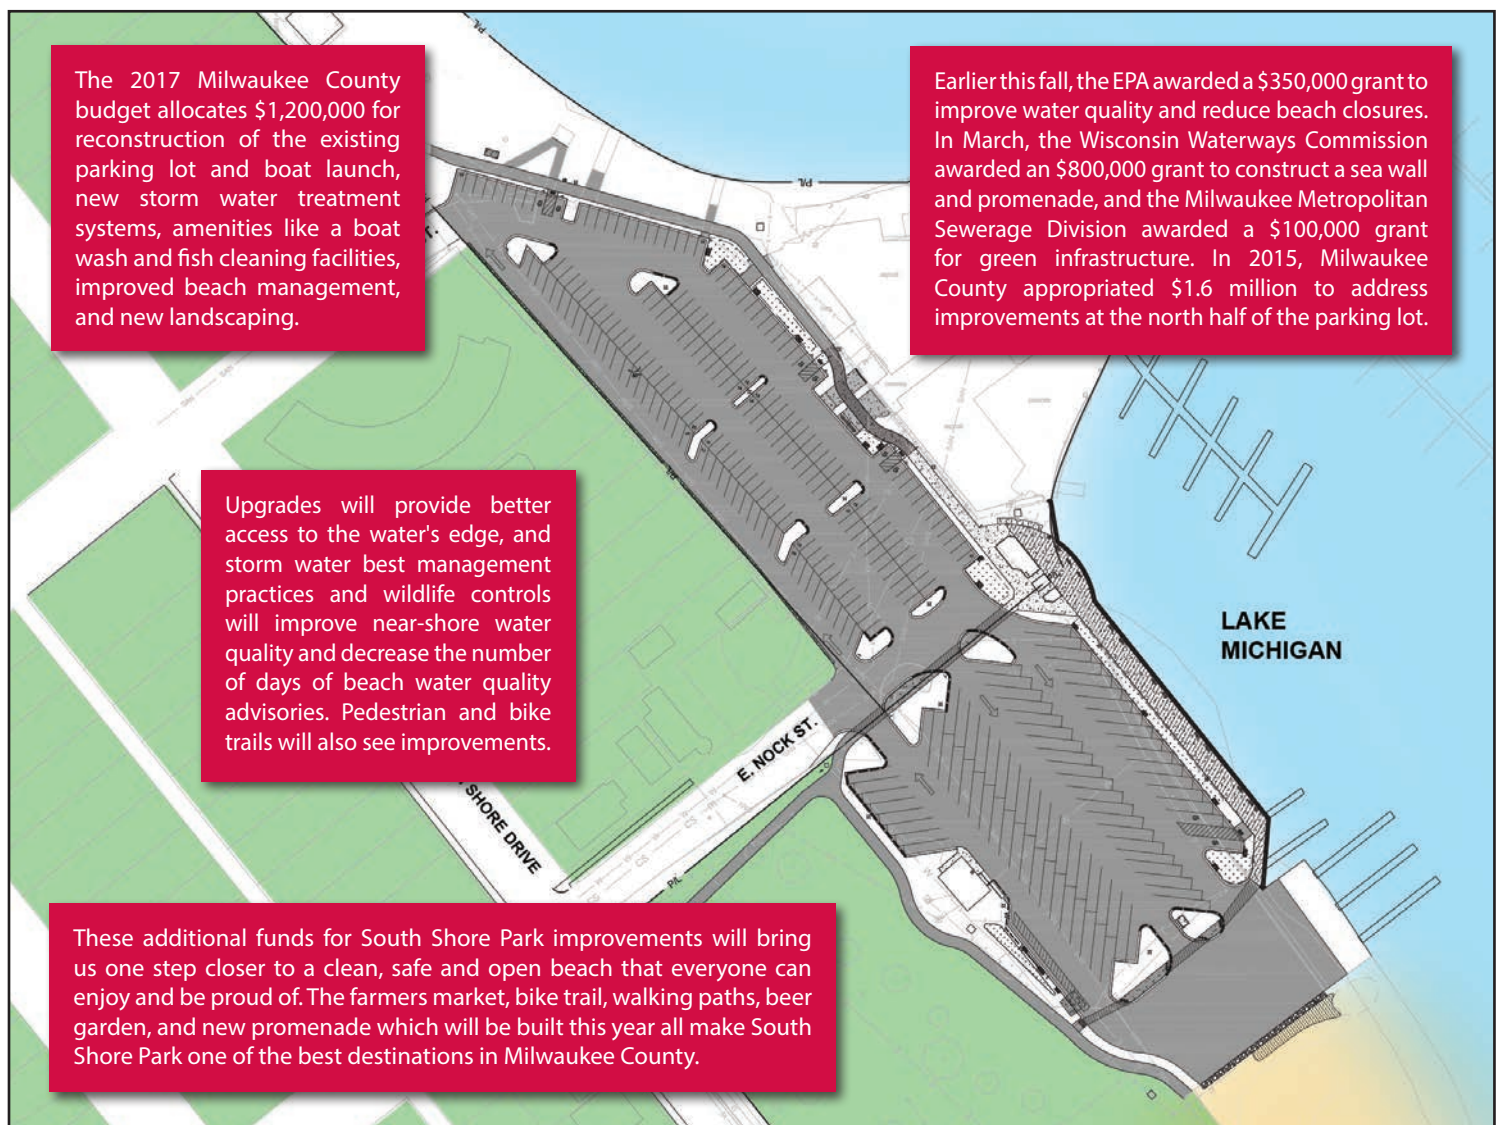 The 2017 Milwaukee County
budget allocates $1,200,000 for
reconstruction of the existing
parking lot and boat launch,
new storm water treatment
systems, amenities like a boat
wash and fish cleaning facilities,
improved beach management,
and new landscaping.
Earlier this fall, the EPA awarded a $350,000 grant to
improve water quality and reduce beach closures.
In March, the Wisconsin Waterways Commission
awarded an $800,000 grant to construct a sea wall
and promenade, and the Milwaukee Metropolitan
Sewerage Division awarded a $100,000 grant
for green infrastructure. In 2015, Milwaukee
County appropriated $1.6 million to address
improvements at the north half of the parking lot.
Upgrades will provide better
access to the water's edge, and
storm water best management
practices and wildlife controls
will improve near-shore water
quality and decrease the number
of days of beach water quality
advisories. Pedestrian and bike
trails will also see improvements.
LAKE
MICHIGAN
E. NOCK ST.
SHORE DRIVE
P/L
These additional funds for South Shore Park improvements will bring
us one step closer to a clean, safe and open beach that everyone can
enjoy and be proud of. The farmers market, bike trail, walking paths, beer
garden, and new promenade which will be built this year all make South
Shore Park one of the best destinations in Milwaukee County.